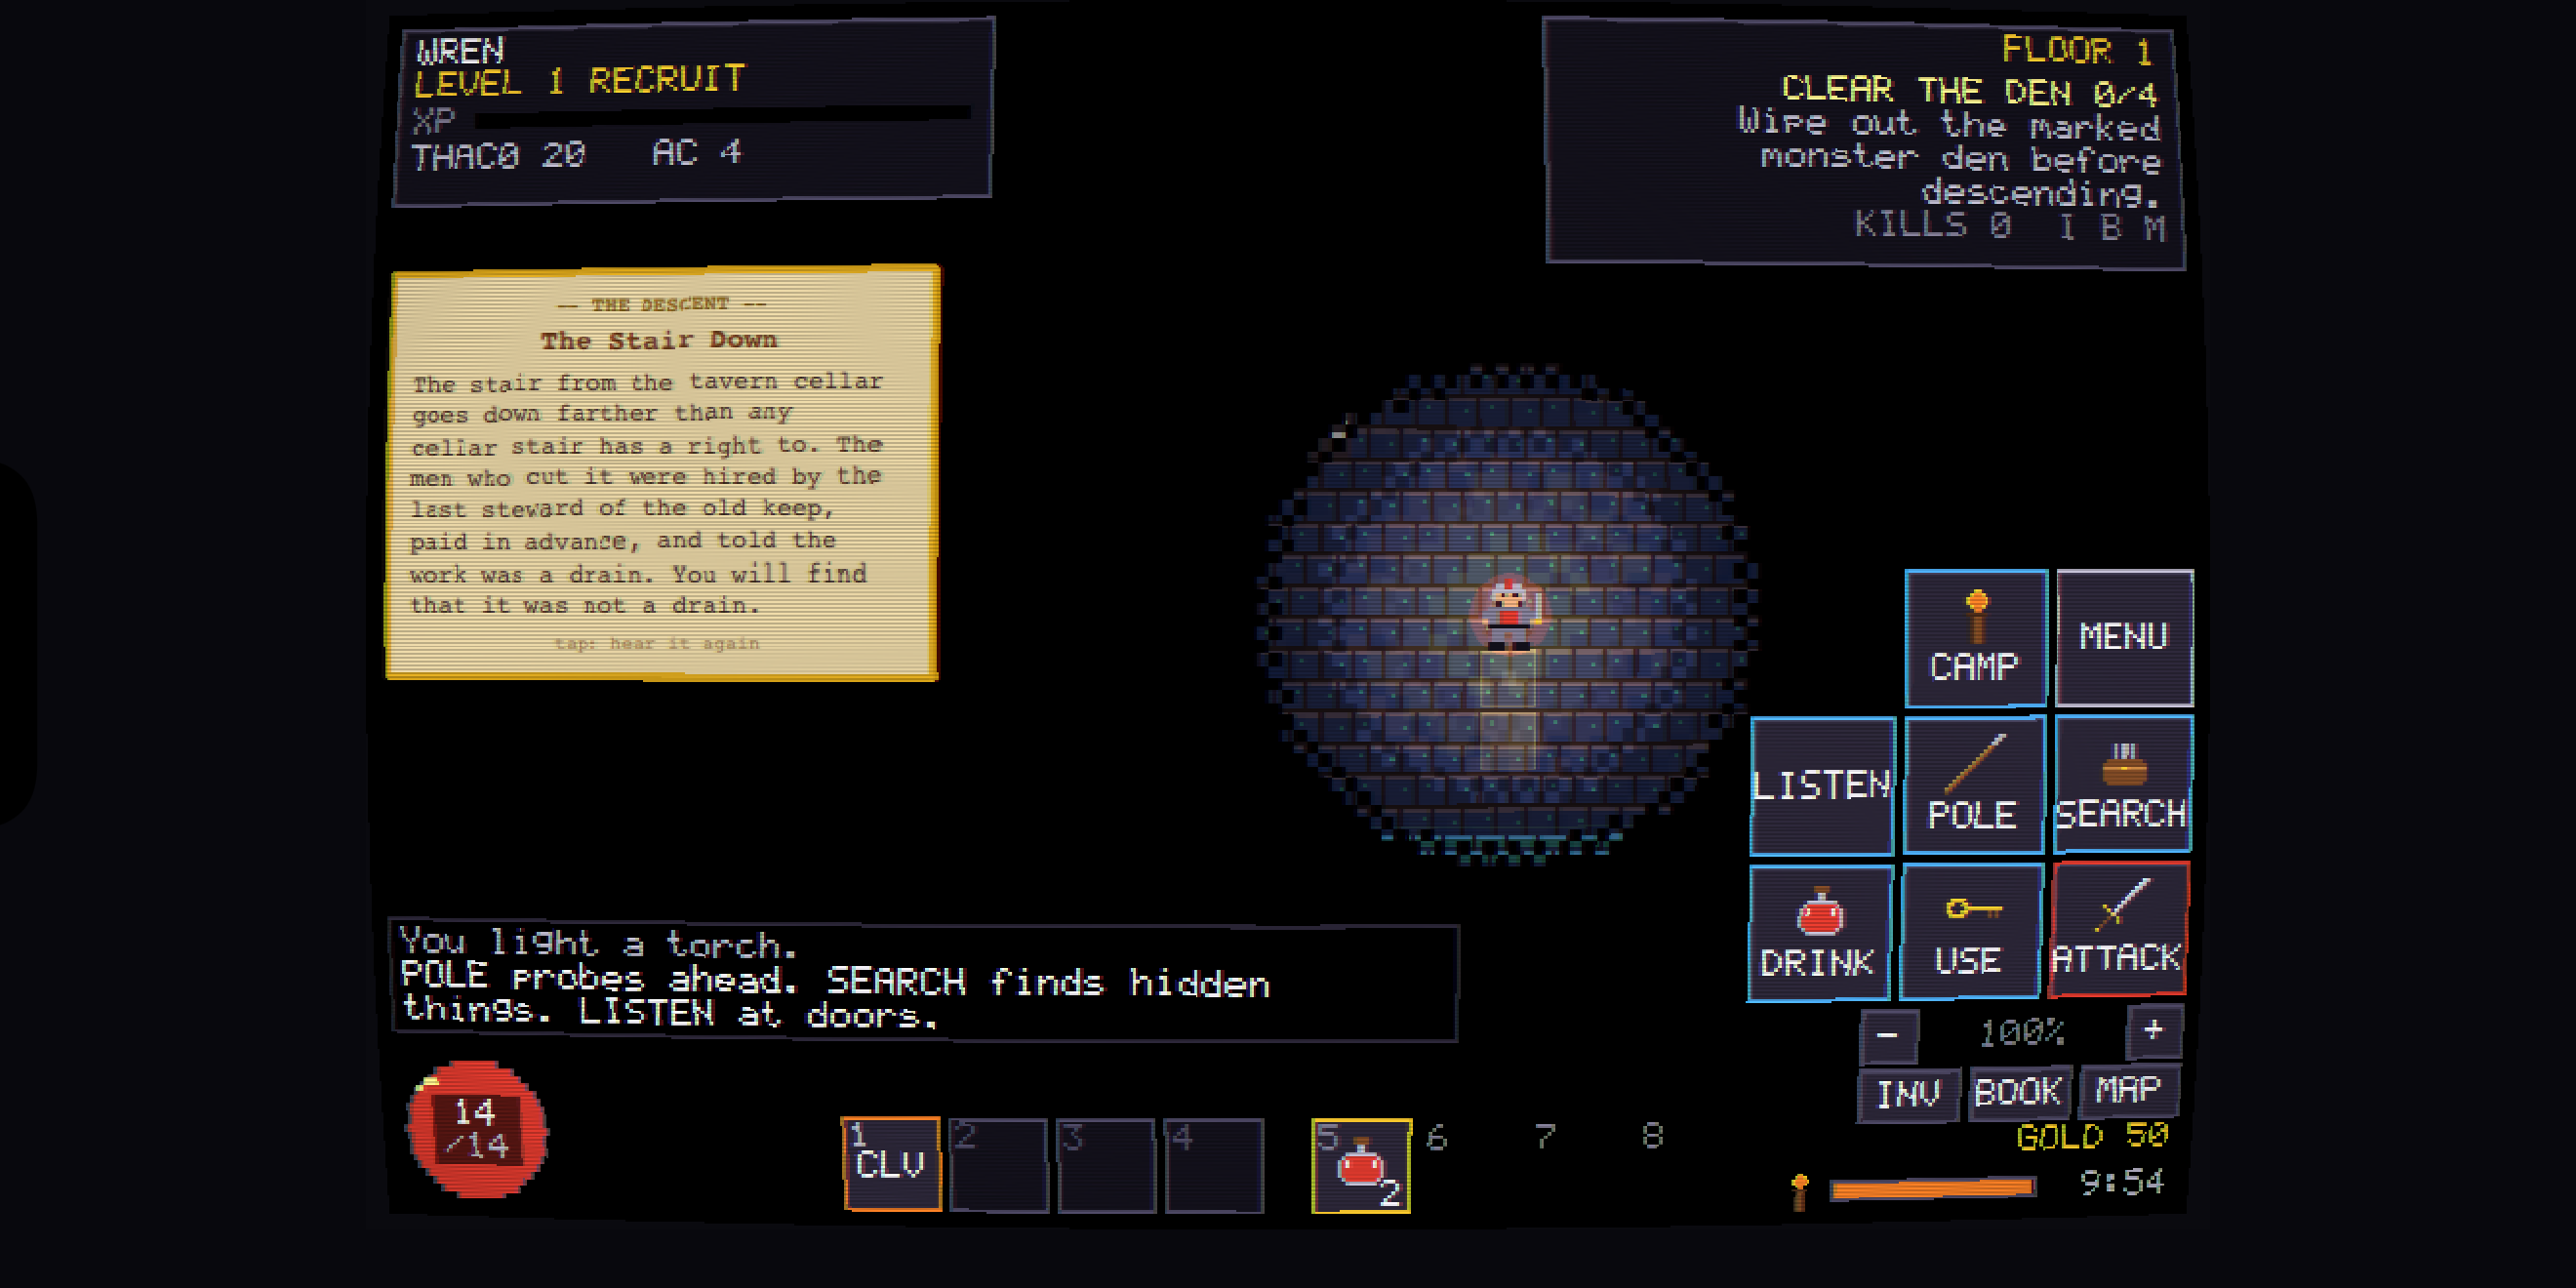 WREN
LEVEL 1 RECRUIT
XP
THAC0 20 AC 4
FLOOR 1
CLEAR THE DEN 0/4
Wipe out the marked
monster den before
descending.
KILLS 0 I B M
-- THE DESCENT --
The Stair Down
The stair from the tavern cellar
goes down farther than any
cellar stair has a right to. The
men who cut it were hired by the
last steward of the old keep,
paid in advance, and told the
work was a drain. You will find
that it was not a drain.
tap: hear it again
CAMP
MENU
LISTEN
POLE
SEARCH
DRINK
USE
ATTACK
You light a torch.
POLE probes ahead. SEARCH finds hidden
things. LISTEN at doors.
- 100% +
INV BOOK MAP
GOLD 50
9:54
14
/14
1 2 3 4 5 6 7 8
CLV
2